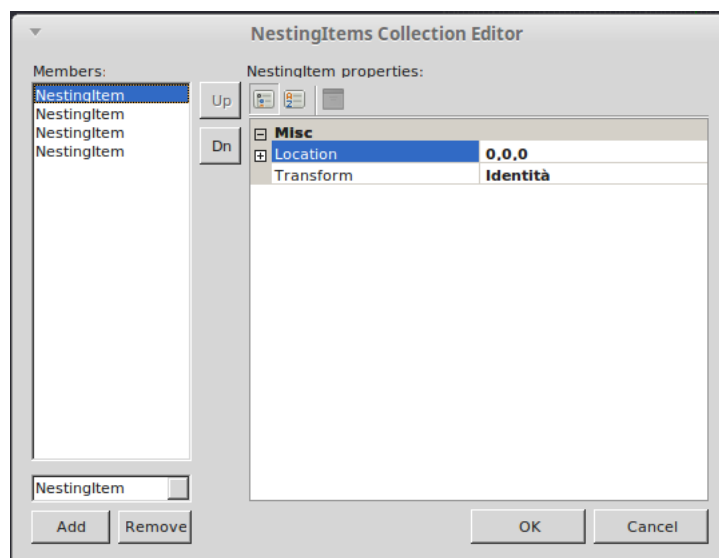 NestingItems Collection Editor
Members:
NestingItem
NestingItem
NestingItem
NestingItem
Up
Dn
NestingItem properties:
Misc
Location 0,0,0
Transform Identità
NestingItem
Add Remove
OK Cancel